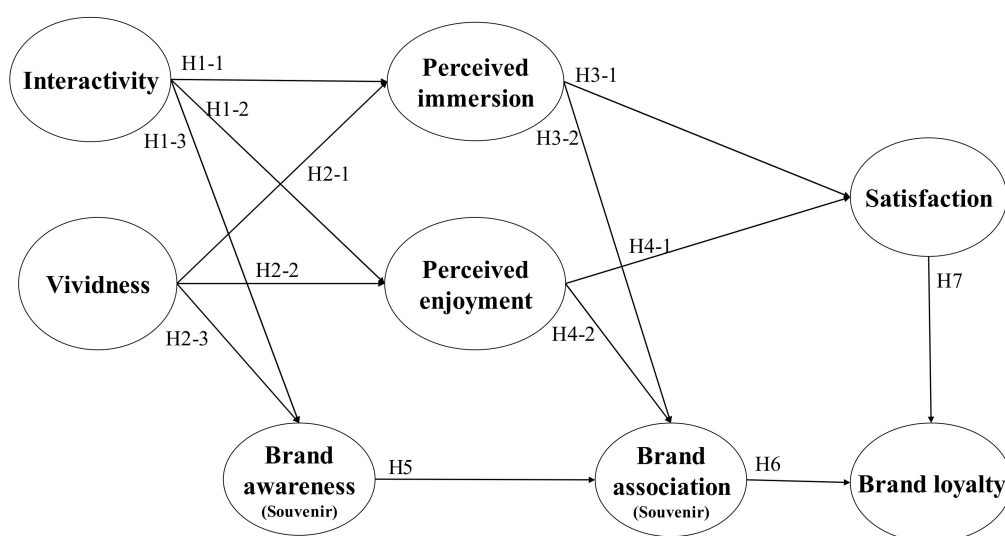 Interactivity
H1-1
H1-2
H1-3
Perceived
immersion
H3-1
H3-2
H2-1
Satisfaction
Vividness
H2-2
H2-3
Perceived
enjoyment
H4-1
H4-2
H7
Brand
awareness
(Souvenir)
H5
Brand
association
(Souvenir)
H6
Brand loyalty